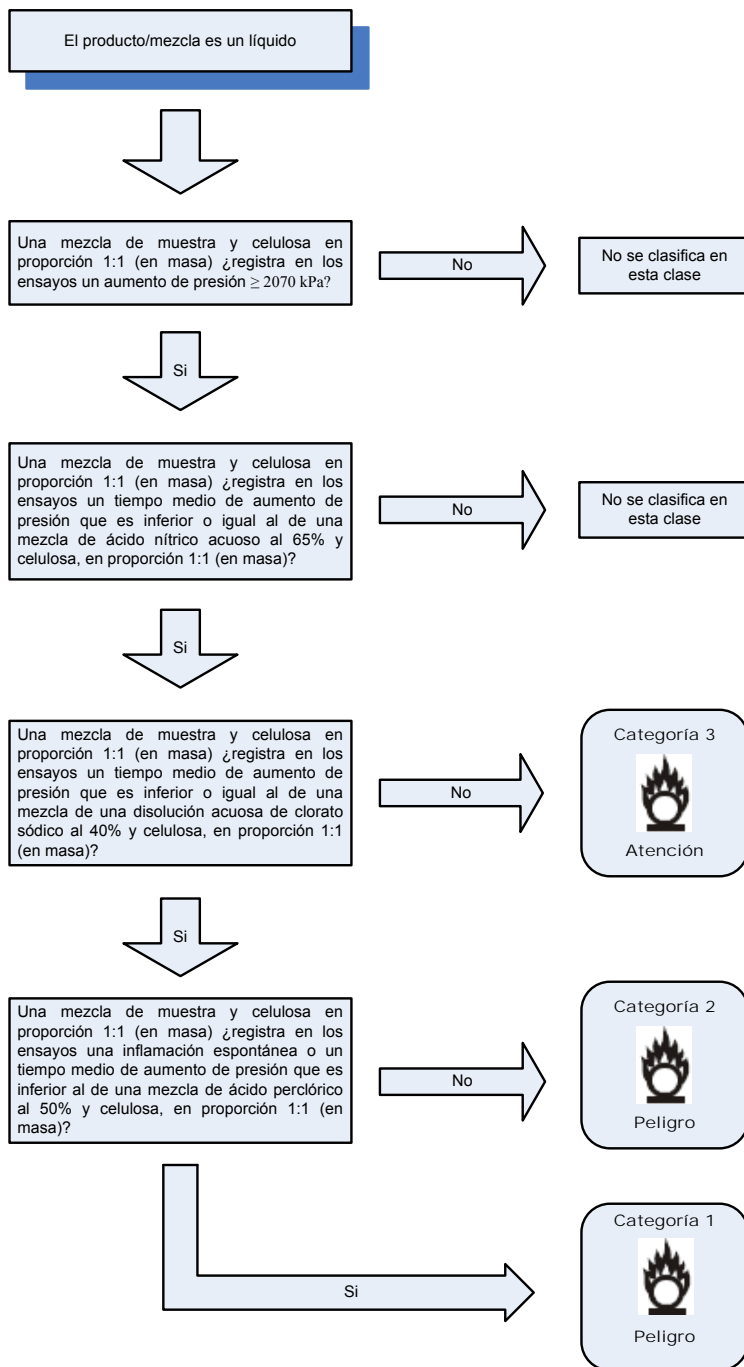 El producto/mezcla es un líquido
Una mezcla de muestra y celulosa en
proporción 1:1 (en masa) ¿registra en los
ensayos un aumento de presión ≥ 2070 kPa?
No
No se clasifica en
esta clase
Si
Una mezcla de muestra y celulosa en
proporción 1:1 (en masa) ¿registra en los
ensayos un tiempo medio de aumento de
presión que es inferior o igual al de una
mezcla de ácido nítrico acuoso al 65% y
celulosa, en proporción 1:1 (en masa)?
No
No se clasifica en
esta clase
Si
Una mezcla de muestra y celulosa en
proporción 1:1 (en masa) ¿registra en los
ensayos un tiempo medio de aumento de
presión que es inferior o igual al de una
mezcla de una disolución acuosa de clorato
sódico al 40% y celulosa, en proporción 1:1
(en masa)?
No
Categoría 3
Atención
Si
Una mezcla de muestra y celulosa en
proporción 1:1 (en masa) ¿registra en los
ensayos una inflamación espontánea o un
tiempo medio de aumento de presión que es
inferior al de una mezcla de ácido perclórico
al 50% y celulosa, en proporción 1:1 (en
masa)?
No
Categoría 2
Peligro
Si
Categoría 1
Peligro